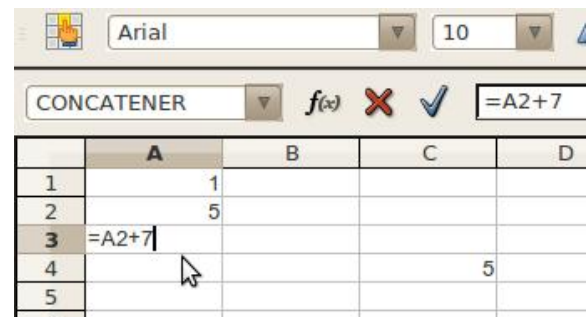 Arial 10
CONCATENER f(x) =A2+7
A B C D
1 1
2 5
3 =A2+7
4 5
5